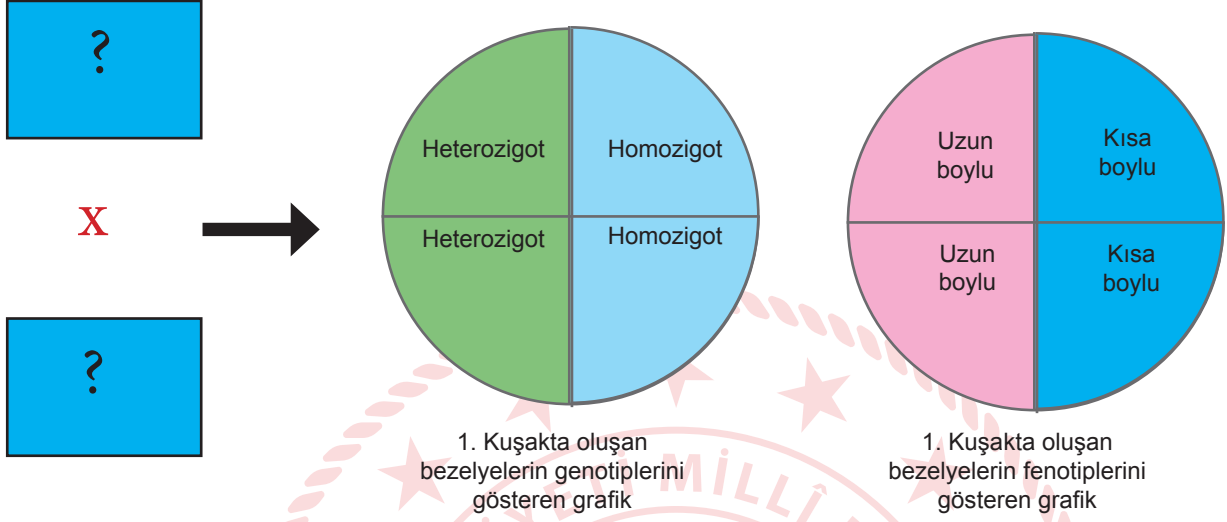 ?
X
?
Heterozigot
Homozigot
Heterozigot
Homozigot
1. Kuşakta oluşan
bezelyelerin genotiplerini
gösteren grafik
Uzun
boylu
Kısa
boylu
Uzun
boylu
Kısa
boylu
1. Kuşakta oluşan
bezelyelerin fenotiplerini
gösteren grafik